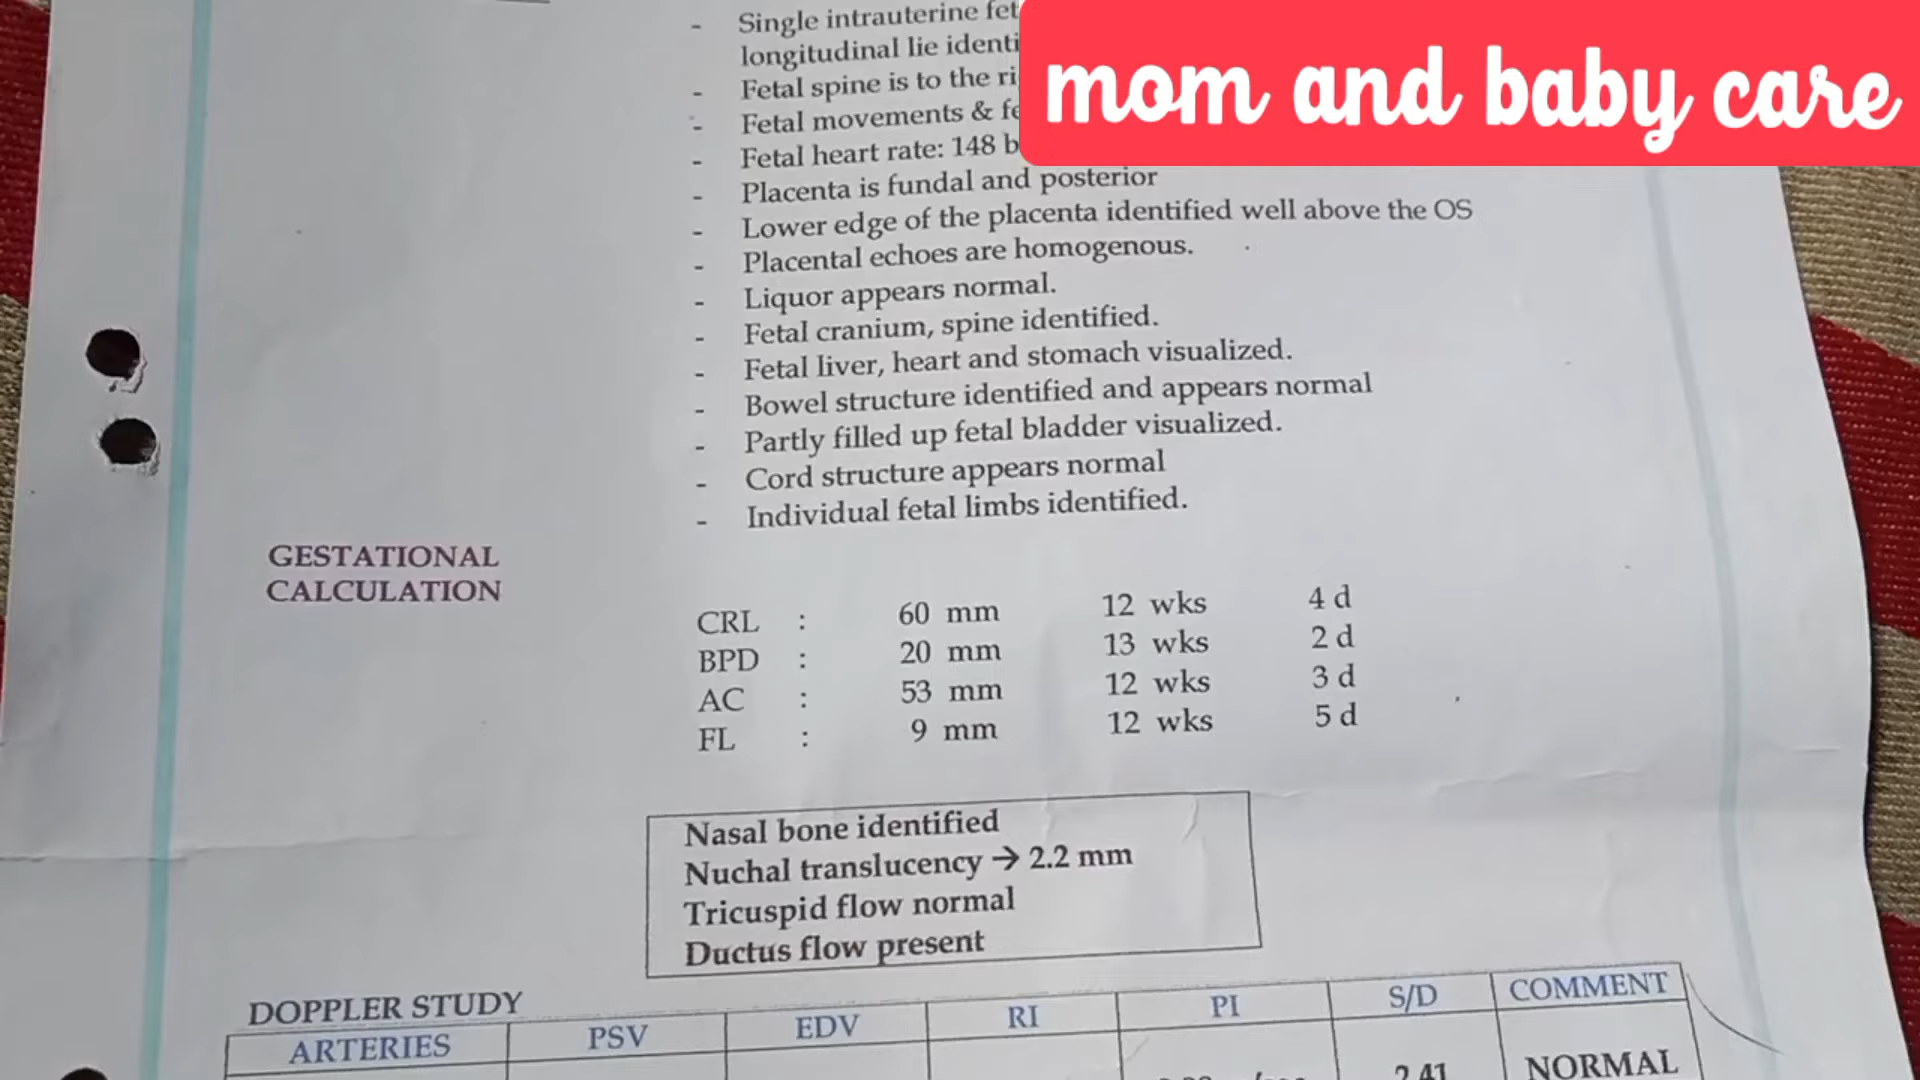 mom and baby care
- Single intrauterine
longitudinal lie
- Fetal spine is to the
- Fetal movements &
- Fetal heart rate: 148
- Placenta is fundal and posterior
- Lower edge of the placenta identified well above the OS
- Placental echoes are homogenous.
- Liquor appears normal.
- Fetal cranium, spine identified.
- Fetal liver, heart and stomach visualized.
- Bowel structure identified and appears normal
- Partly filled up fetal bladder visualized.
- Cord structure appears normal
- Individual fetal limbs identified.
GESTATIONAL
CALCULATION
CRL : 60 mm 12 wks 4 d
BPD : 20 mm 13 wks 2 d
AC : 53 mm 12 wks 3 d
FL : 9 mm 12 wks 5 d
Nasal bone identified
Nuchal translucency → 2.2 mm
Tricuspid flow normal
Ductus flow present
DOPPLER STUDY
ARTERIES PSV EDV RI PI S/D COMMENT
2.41 NORMAL